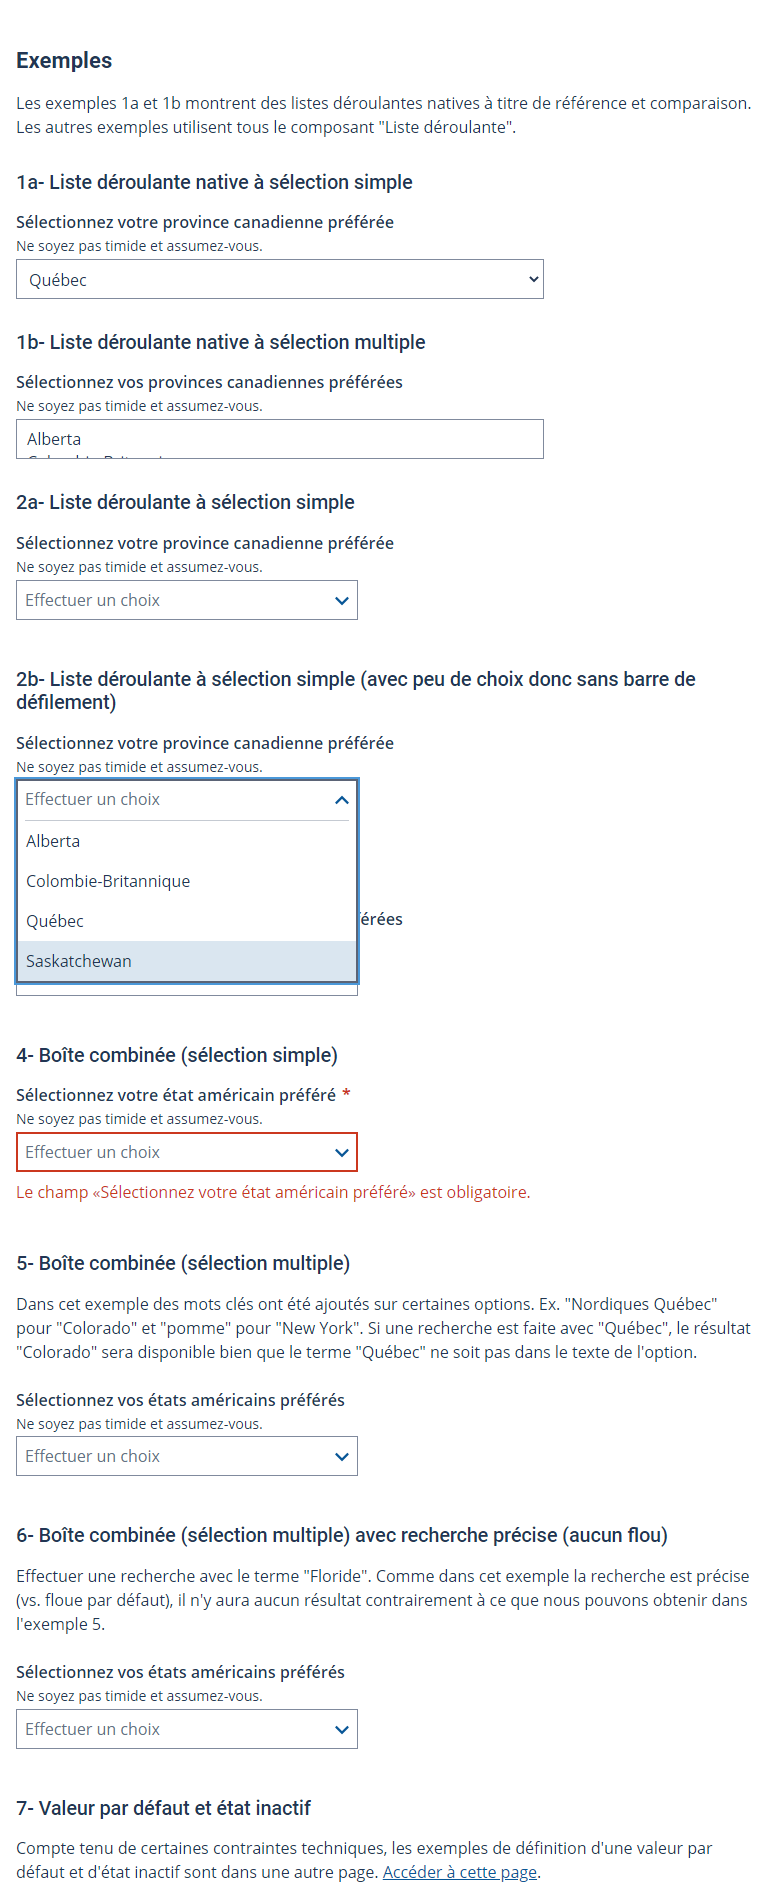 Exemples
Les exemples 1a et 1b montrent des listes déroulantes natives à titre de référence et comparaison.
Les autres exemples utilisent tous le composant "Liste déroulante".
1a- Liste déroulante native à sélection simple
Sélectionnez votre province canadienne préférée
Ne soyez pas timide et assumez-vous.
Québec
1b- Liste déroulante native à sélection multiple
Sélectionnez vos provinces canadiennes préférées
Ne soyez pas timide et assumez-vous.
Alberta
2a- Liste déroulante à sélection simple
Sélectionnez votre province canadienne préférée
Ne soyez pas timide et assumez-vous.
Effectuer un choix
2b- Liste déroulante à sélection simple (avec peu de choix donc sans barre de
défilement)
Sélectionnez votre province canadienne préférée
Ne soyez pas timide et assumez-vous.
Effectuer un choix
Alberta
Colombie-Britannique
Québec
érées
Saskatchewan
4- Boîte combinée (sélection simple)
Sélectionnez votre état américain préféré *
Ne soyez pas timide et assumez-vous.
Effectuer un choix
Le champ «Sélectionnez votre état américain préféré» est obligatoire.
5- Boîte combinée (sélection multiple)
Dans cet exemple des mots clés ont été ajoutés sur certaines options. Ex. "Nordiques Québec"
pour "Colorado" et "pomme" pour "New York". Si une recherche est faite avec "Québec", le résultat
"Colorado" sera disponible bien que le terme "Québec" ne soit pas dans le texte de l'option.
Sélectionnez vos états américains préférés
Ne soyez pas timide et assumez-vous.
Effectuer un choix
6- Boîte combinée (sélection multiple) avec recherche précise (aucun flou)
Effectuer une recherche avec le terme "Floride". Comme dans cet exemple la recherche est précise
(vs. floue par défaut), il n'y aura aucun résultat contrairement à ce que nous pouvons obtenir dans
l'exemple 5.
Sélectionnez vos états américains préférés
Ne soyez pas timide et assumez-vous.
Effectuer un choix
7- Valeur par défaut et état inactif
Compte tenu de certaines contraintes techniques, les exemples de définition d'une valeur par
défaut et d'état inactif sont dans une autre page. Accéder à cette page.